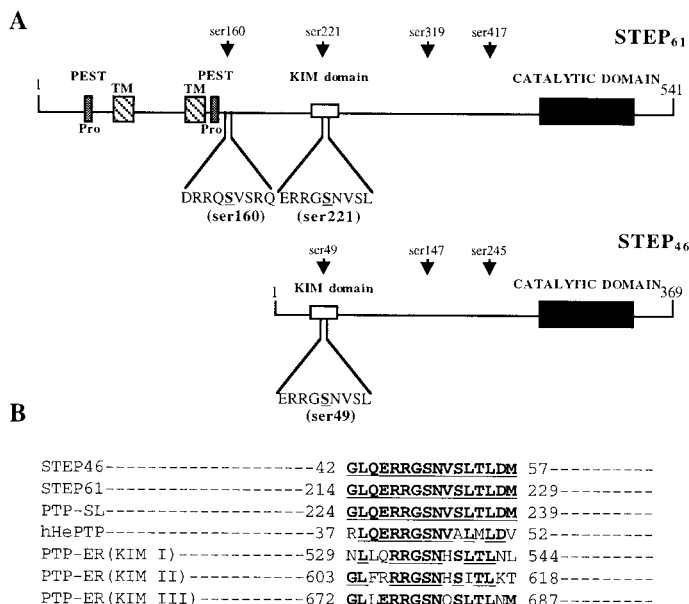 A
ser160 ser221 ser319 ser417 STEP61
1 PEST TM TM PEST KIM domain CATALYTIC DOMAIN 541
Pro Pro
DRRQSVSRQ ERRGSNVSL
(ser160) (ser221)
ser49 ser147 ser245 STEP46
1 KIM domain CATALYTIC DOMAIN 369
ERRGSNVSL
(ser49)
B
STEP46---------------------42 GLQERRGSNVSLTLDM 57------------
STEP61--------------------214 GLQERRGSNVSLTLDM 229-----------
PTP-SL--------------------224 GLQERRGSNVSLTLDM 239-----------
hHePTP---------------------37 RLQERRGSNVALMLDV 52------------
PTP-ER(KIM I)-------------529 NLLQRRGSNHSLTLNL 544-----------
PTP-ER(KIM II)------------603 GLFRRRGSNHSITLKT 618-----------
PTP-ER(KIM III)-----------672 GLLERRGSNQSLTLNM 687-----------